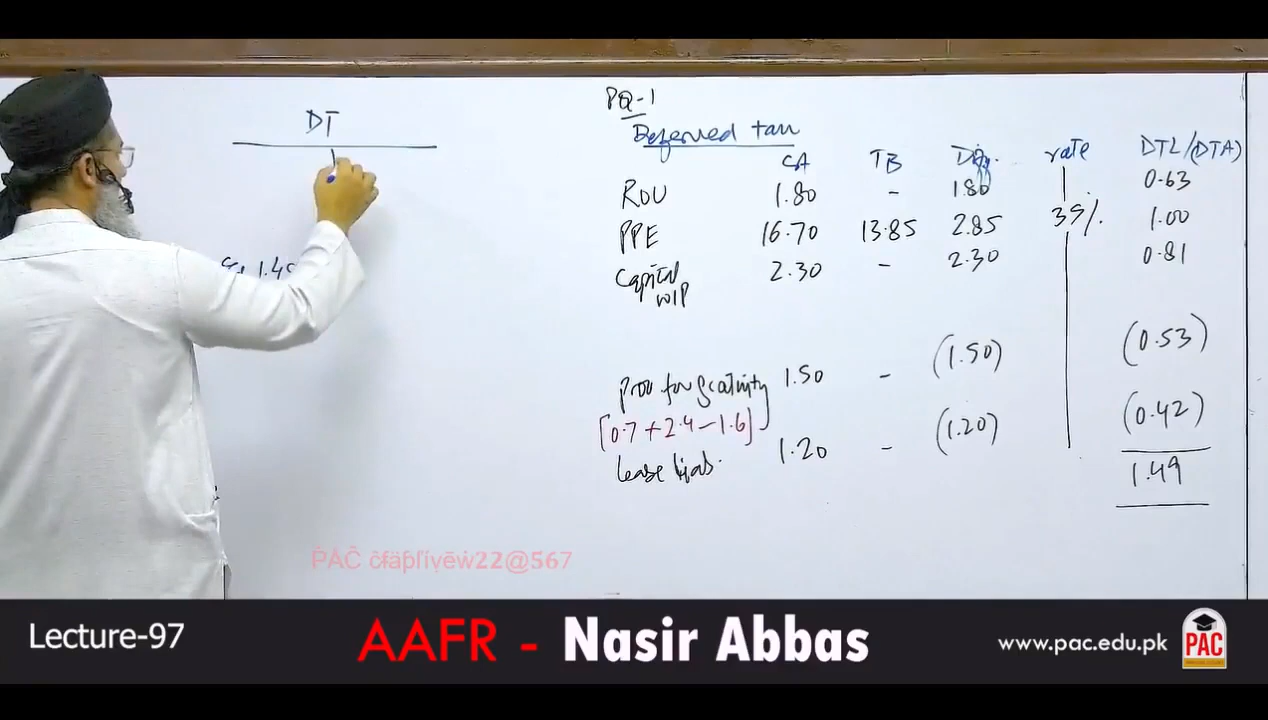 DT
1.49
PQ-1
Deferred tax
CA TB Diff. rate DTL/(DTA)
ROU 1.80 - 1.80 0.63
PPE 16.70 13.85 2.85 35%. 1.00
Capital WIP 2.30 - 2.30 0.81
Prov for gratuity 1.50 - (1.50) (0.53)
[0.7+2.4-1.6]
lease liab. 1.20 - (1.20) (0.42)
1.49
Lecture-97
AAFR - Nasir Abbas
www.pac.edu.pk
PAC